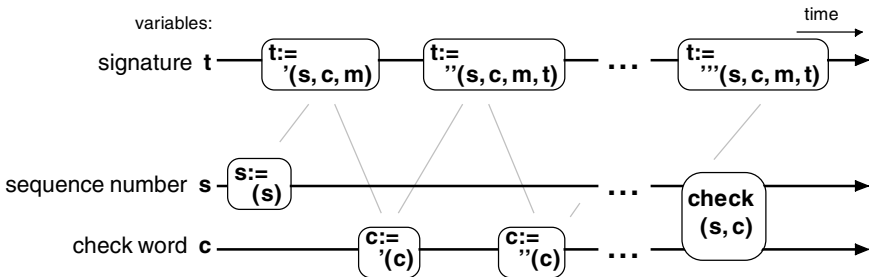 variables:
time
signature t
t:=
'(s, c, m)
t:=
''(s, c, m, t)
...
t:=
'''(s, c, m, t)
sequence number s
s:=
(s)
...
check
(s, c)
check word c
c:=
'(c)
c:=
''(c)
...